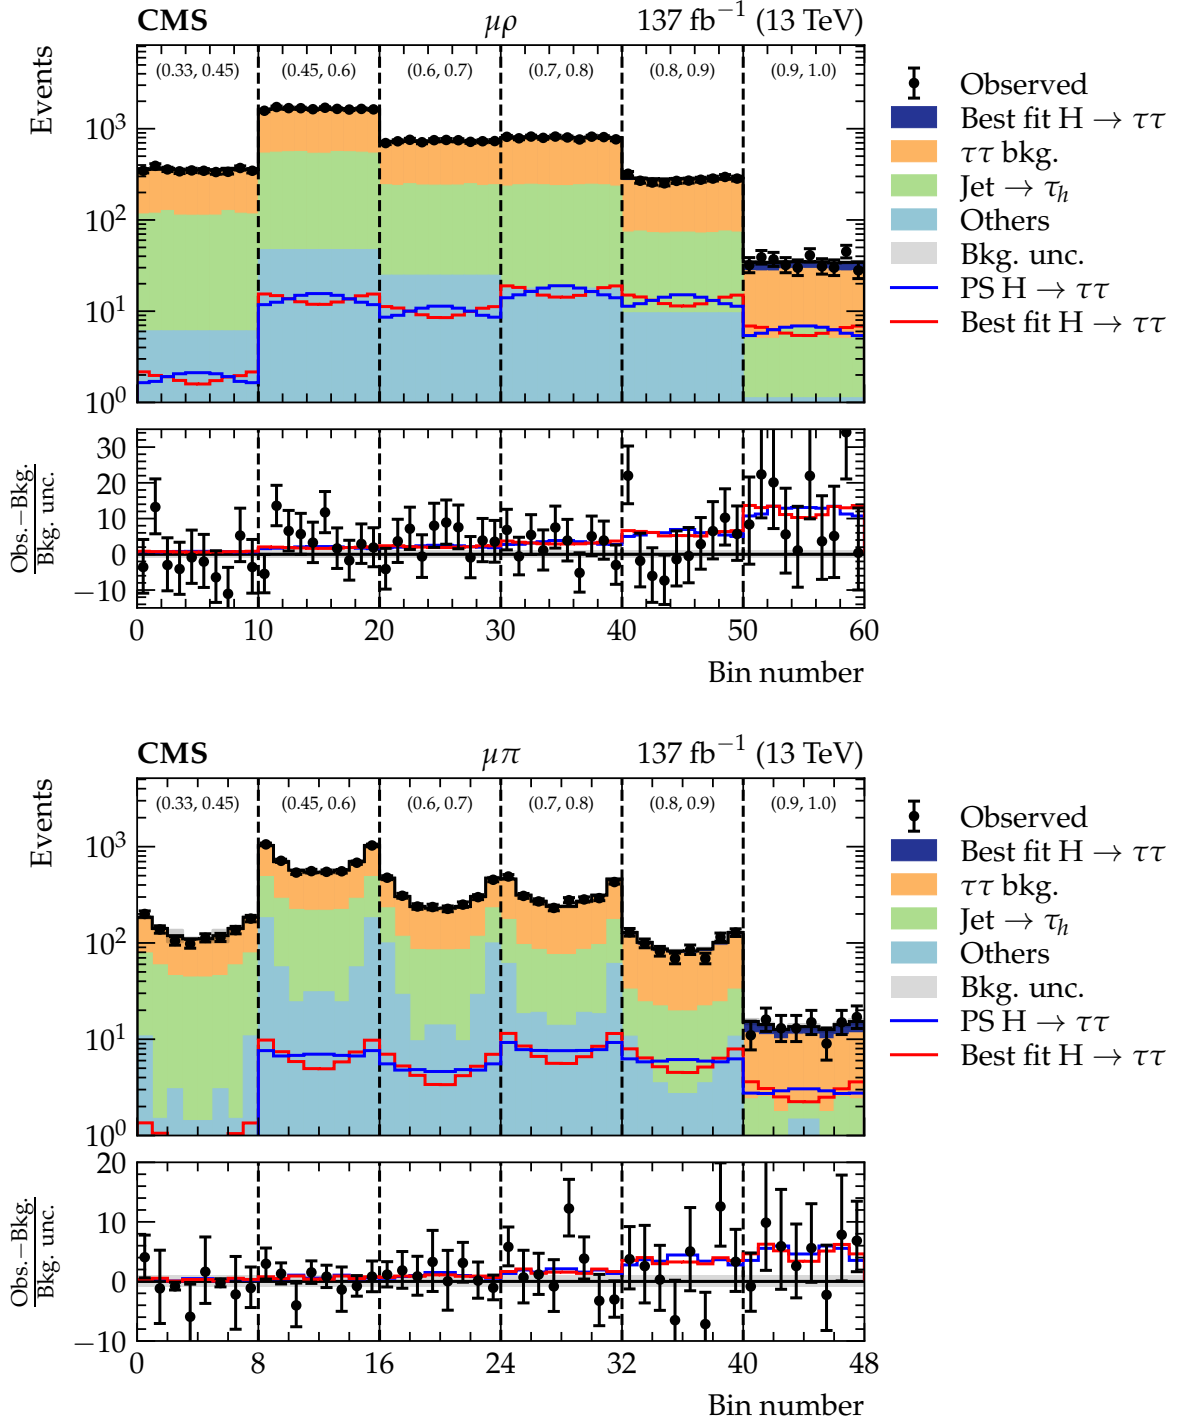 CMS μρ 137 fb⁻¹ (13 TeV)
Events
(0.33, 0.45) (0.45, 0.6) (0.6, 0.7) (0.7, 0.8) (0.8, 0.9) (0.9, 1.0)
10³
10²
10¹
10⁰
Observed
Best fit H → ττ
ττ bkg.
Jet → τₕ
Others
Bkg. unc.
PS H → ττ
Best fit H → ττ
Obs.−Bkg.
Bkg. unc.
30
20
10
0
−10
0 10 20 30 40 50 60
Bin number
CMS μπ 137 fb⁻¹ (13 TeV)
Events
(0.33, 0.45) (0.45, 0.6) (0.6, 0.7) (0.7, 0.8) (0.8, 0.9) (0.9, 1.0)
10³
10²
10¹
10⁰
Observed
Best fit H → ττ
ττ bkg.
Jet → τₕ
Others
Bkg. unc.
PS H → ττ
Best fit H → ττ
Obs.−Bkg.
Bkg. unc.
20
10
0
−10
0 8 16 24 32 40 48
Bin number